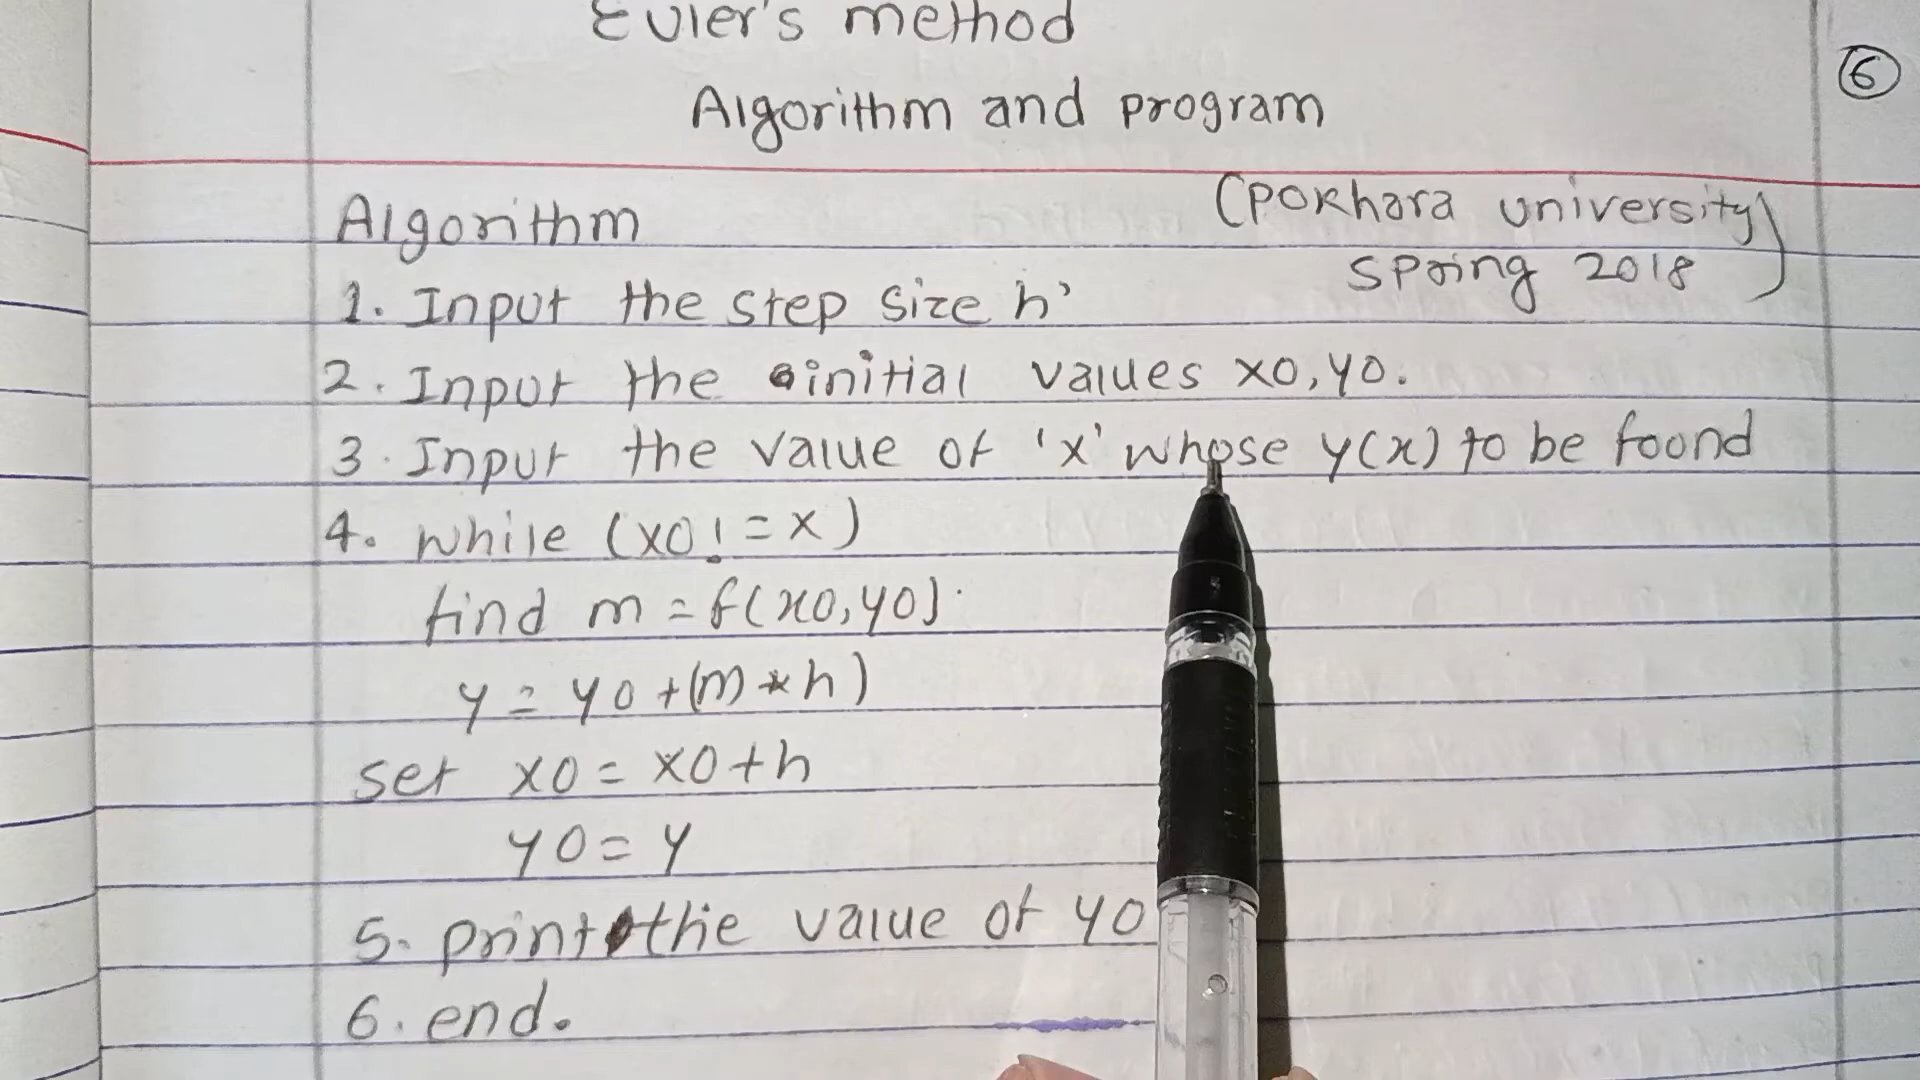 Euler's method
Algorithm and program
6
(Pokhara university
spring 2018)
Algorithm
1. Input the step size h'
2. Input the initial values x0, y0.
3. Input the value of 'x' whose y(x) to be foond
4. while (x0!=x)
find m = f(x0,y0).
y = y0+(m*h)
set x0 = x0+h
y0 = y
5. print the value of y0
6. end.